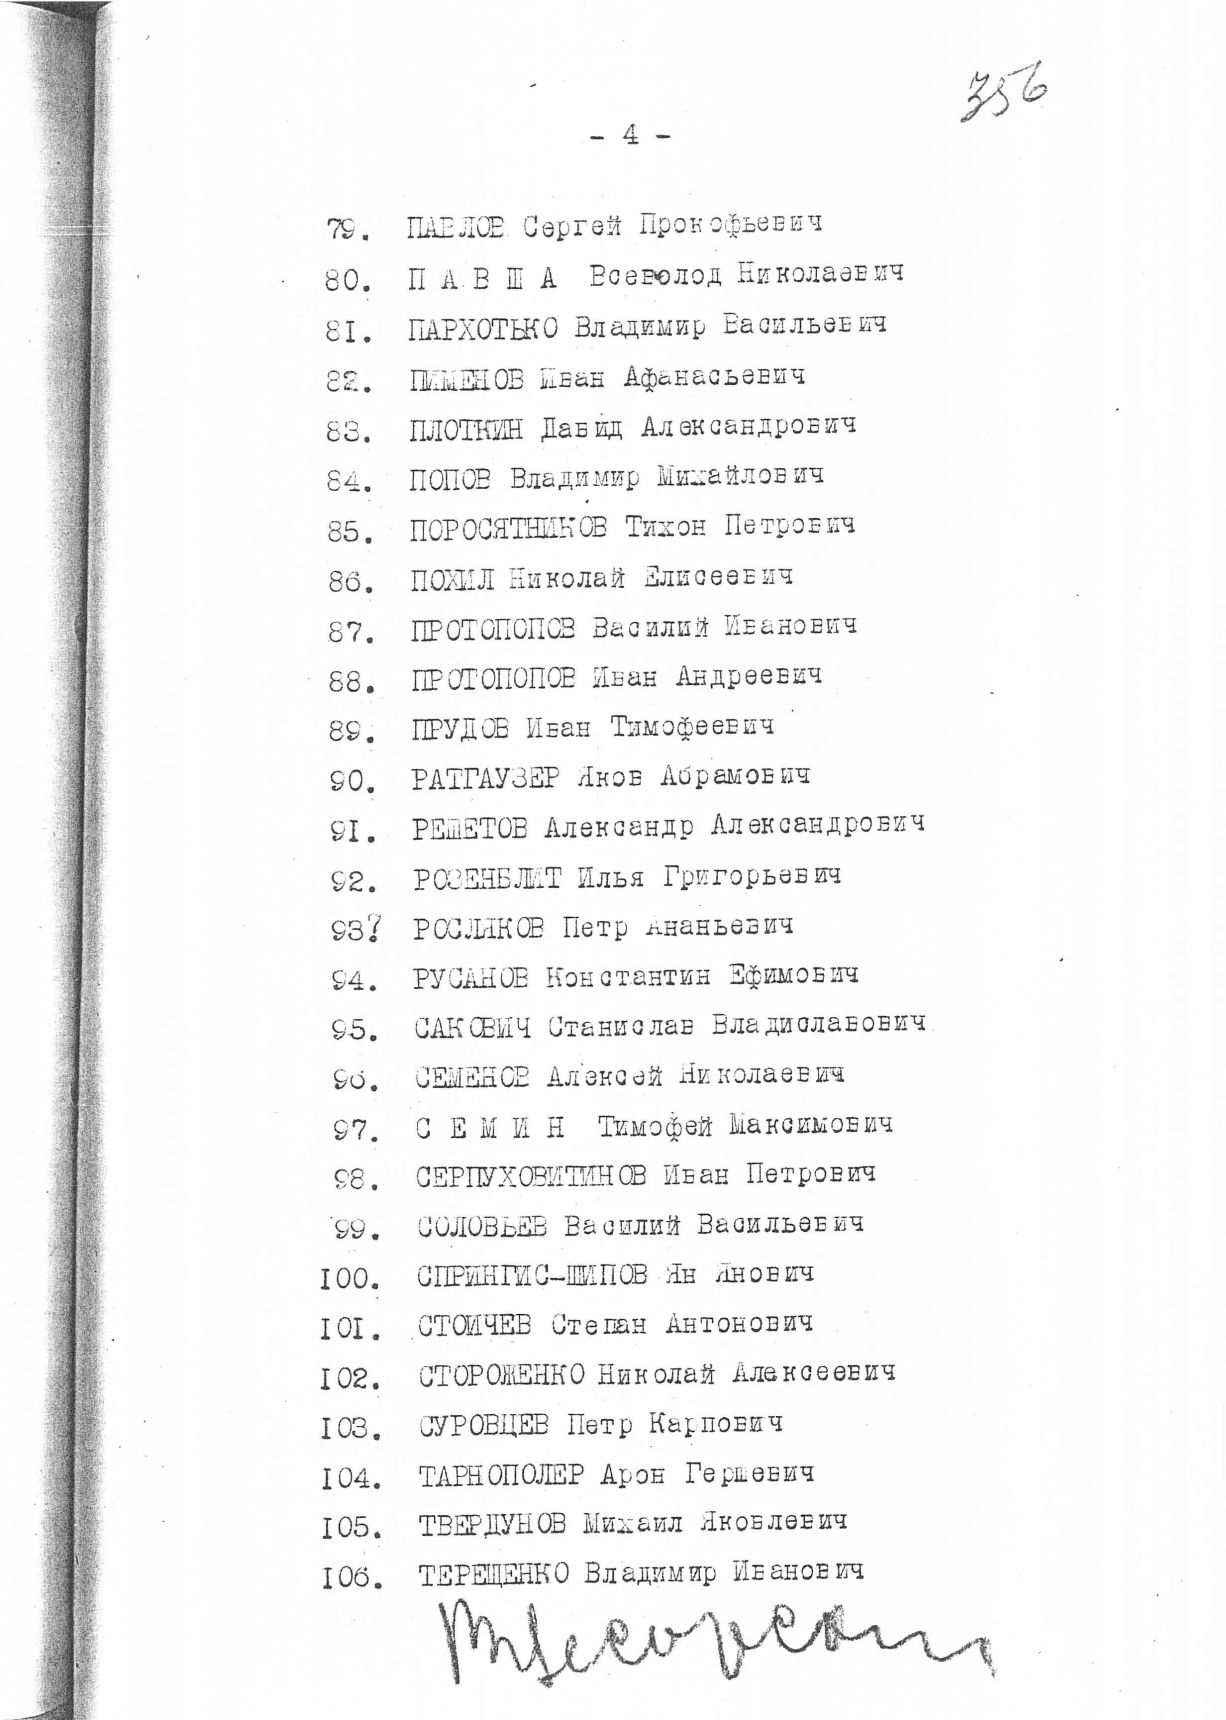 356
- 4 -
79. ПАВЛОВ Сергей Прокофьевич
80. П А В Ш А Всеволод Николаевич
81. ПАРХОТЬКО Владимир Васильевич
82. ПИМЕНОВ Иван Афанасьевич
83. ПЛОТКИН Давид Александрович
84. ПОПОВ Владимир Михайлович
85. ПОРОСЯТНИКОВ Тихон Петрович
86. ПОХИЛ Николай Елисеевич
87. ПРОТОПОПОВ Василий Иванович
88. ПРОТОПОПОВ Иван Андреевич
89. ПРУДОВ Иван Тимофеевич
90. РАТГАУЗЕР Яков Абрамович
91. РЕШЕТОВ Александр Александрович
92. РОЗЕНБЛИТ Илья Григорьевич
93? РОСЛЯКОВ Петр Ананьевич
94. РУСАНОВ Константин Ефимович
95. САКОВИЧ Станислав Владиславович
96. СЕМЕНОВ Алексей Николаевич
97. С Е М И Н Тимофей Максимович
98. СЕРПУХОВИТИНОВ Иван Петрович
99. СОЛОВЬЕВ Василий Васильевич
100. СПРИНГИС-ШИПОВ Ян Янович
101. СТОИЧЕВ Степан Антонович
102. СТОРОЖЕНКО Николай Алексеевич
103. СУРОВЦЕВ Петр Карпович
104. ТАРНОПОЛЕР Арон Гершевич
105. ТВЕРДУНОВ Михаил Яковлевич
106. ТЕРЕЩЕНКО Владимир Иванович